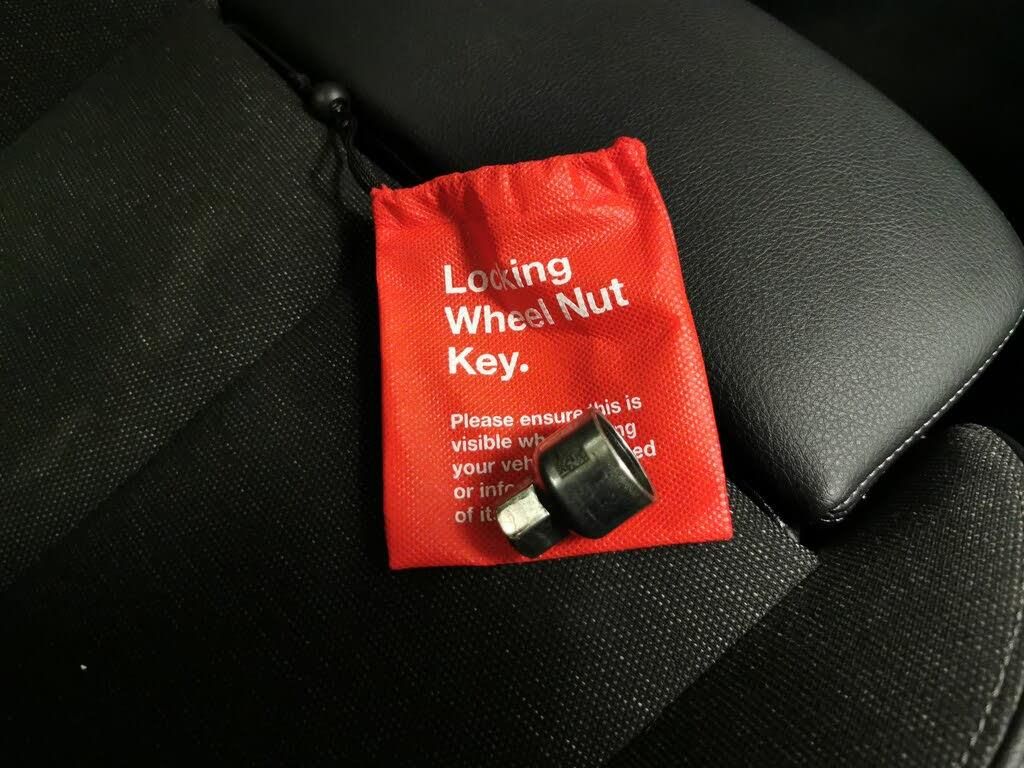 Locking
Wheel Nut
Key.
Please ensure this is
visible
your
or
of